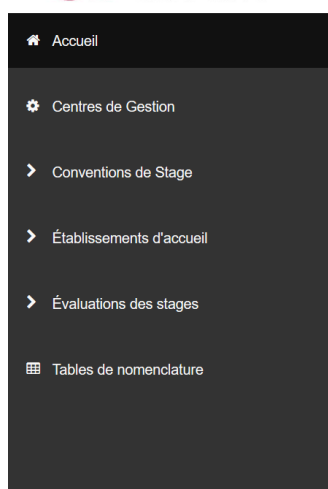 Accueil
Centres de Gestion
Conventions de Stage
Établissements d'accueil
Évaluations des stages
Tables de nomenclature